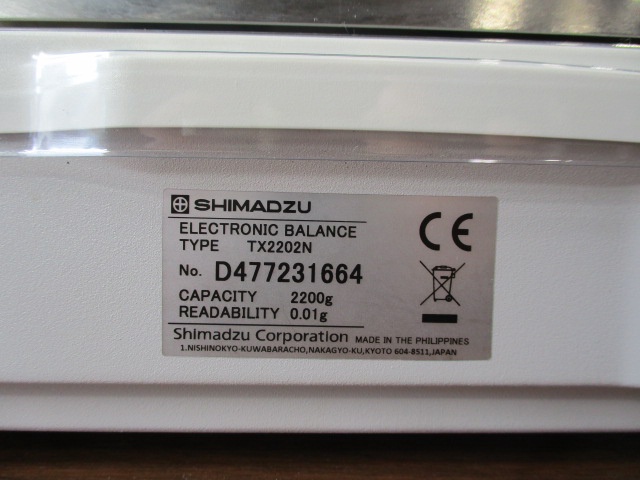 SHIMADZU
ELECTRONIC BALANCE
TYPE TX2202N
No. D477231664
CAPACITY 2200g
READABILITY 0.01g
Shimadzu Corporation MADE IN THE PHILIPPINES
1.NISHINOKYO-KUWABARACHO,NAKAGYO-KU,KYOTO 604-8511,JAPAN
CE